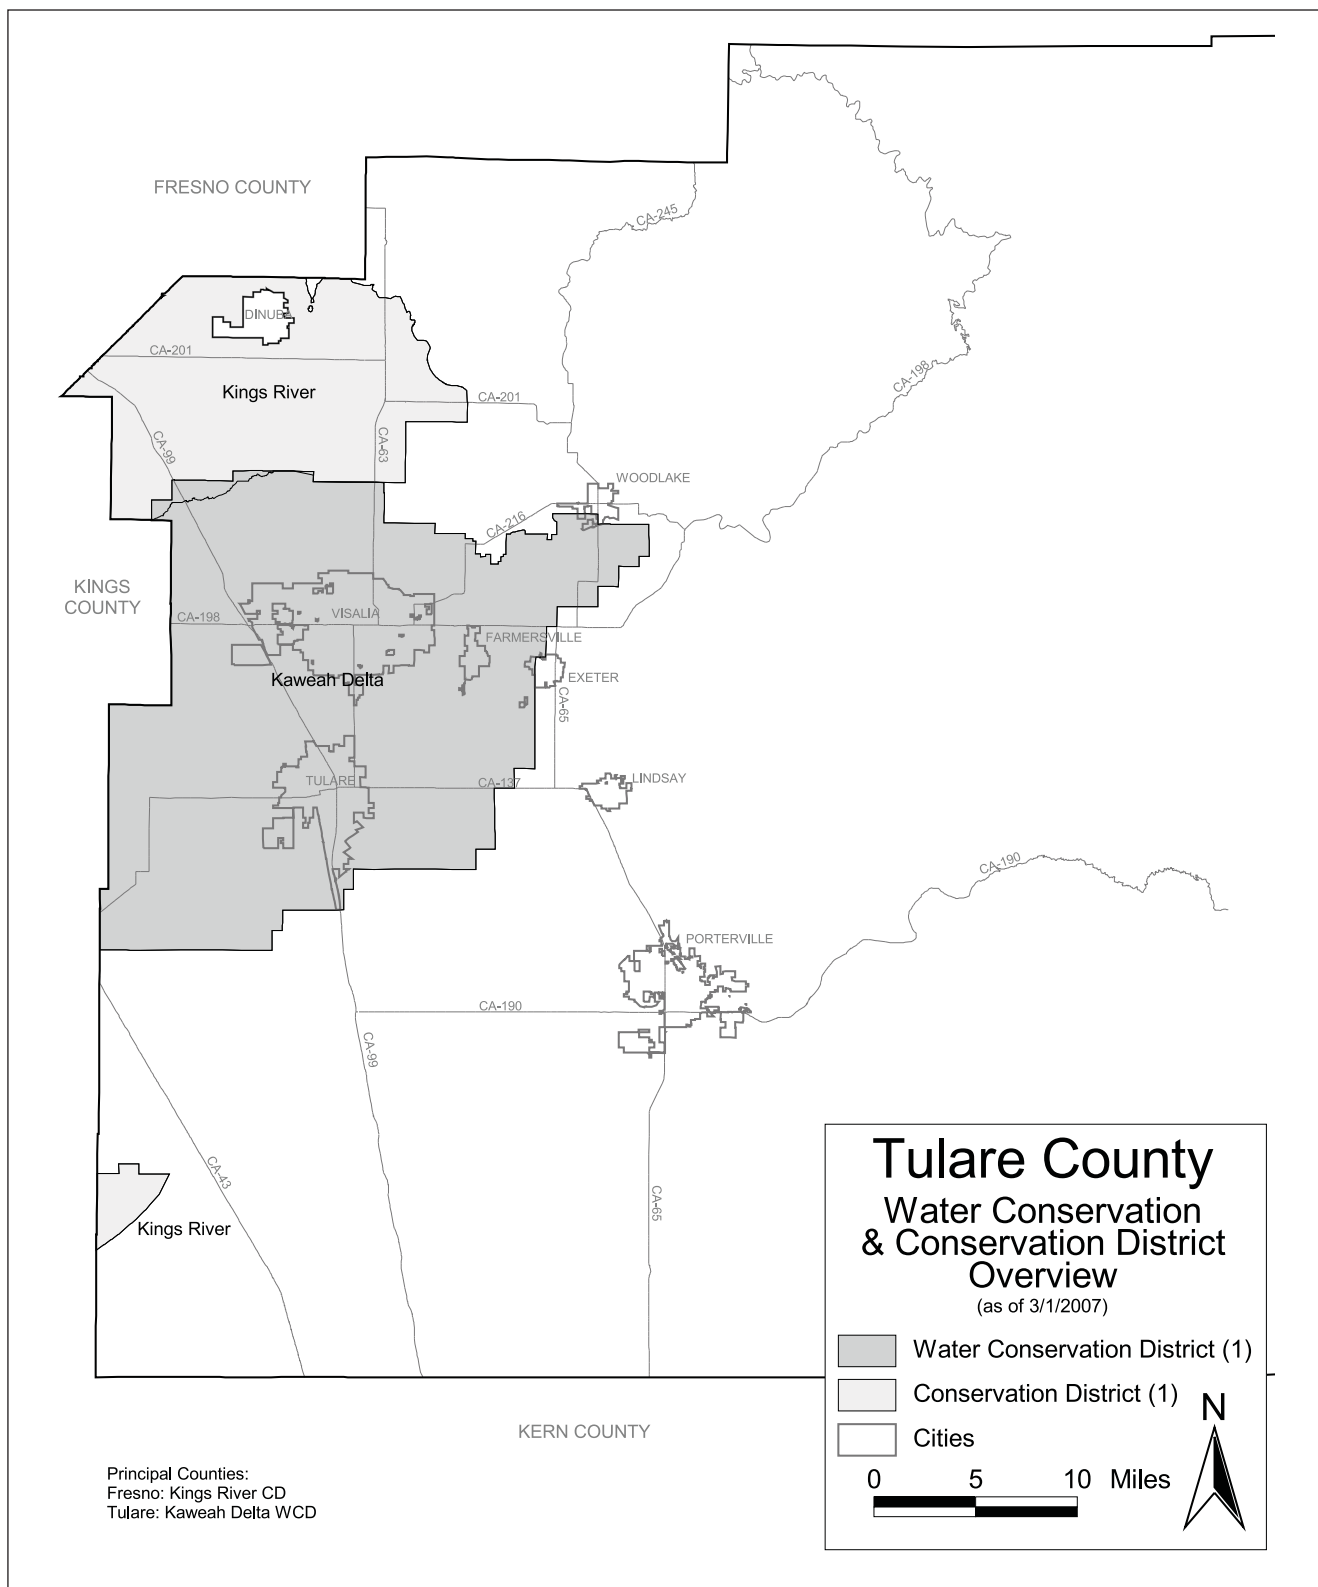 FRESNO COUNTY
CA-245
DINUBA
CA-201
Kings River
CA-198
CA-201
CA-99
CA-63
WOODLAKE
CA-216
KINGS
COUNTY
CA-198
VISALIA
FARMERSVILLE
Kaweah Delta
EXETER
CA-65
TULARE
CA-137
LINDSAY
CA-190
PORTERVILLE
CA-190
CA-99
CA-43
CA-65
Kings River
KERN COUNTY
Principal Counties:
Fresno: Kings River CD
Tulare: Kaweah Delta WCD
Tulare County
Water Conservation
& Conservation District
Overview
(as of 3/1/2007)
Water Conservation District (1)
Conservation District (1)
Cities
N
0 5 10 Miles